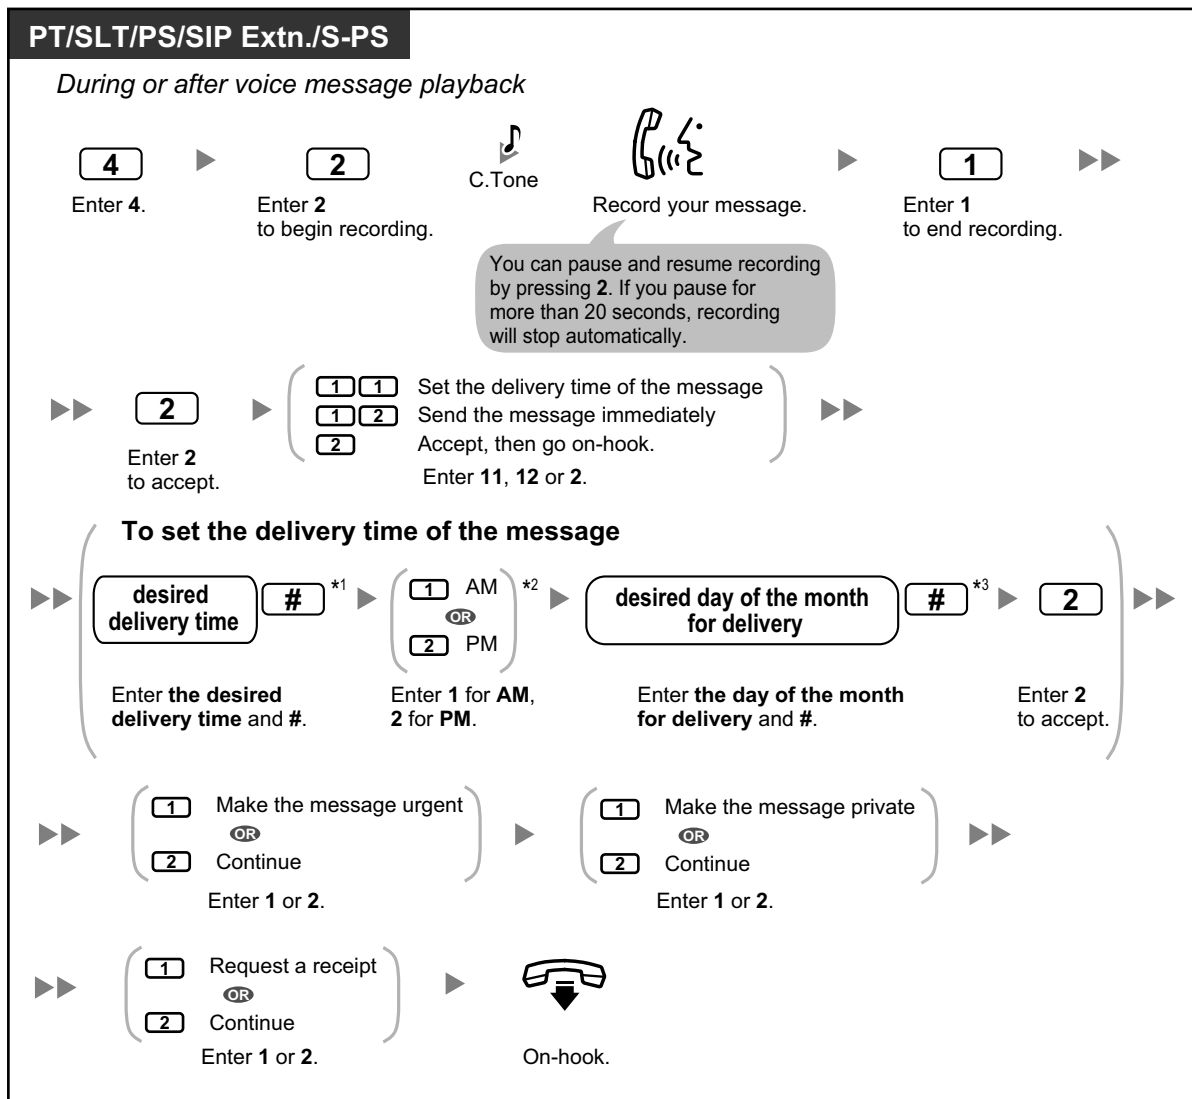 PT/SLT/PS/SIP Extn./S-PS
During or after voice message playback
4
Enter 4.
2
Enter 2
to begin recording.
C.Tone
Record your message.
1
Enter 1
to end recording.
You can pause and resume recording
by pressing 2. If you pause for
more than 20 seconds, recording
will stop automatically.
2
Enter 2
to accept.
1 1 Set the delivery time of the message
1 2 Send the message immediately
2 Accept, then go on-hook.
Enter 11, 12 or 2.
To set the delivery time of the message
desired
delivery time
# *1
Enter the desired
delivery time and #.
1 AM *2
OR
2 PM
Enter 1 for AM,
2 for PM.
desired day of the month
for delivery
# *3
Enter the day of the month
for delivery and #.
2
Enter 2
to accept.
1 Make the message urgent
OR
2 Continue
Enter 1 or 2.
1 Make the message private
OR
2 Continue
Enter 1 or 2.
1 Request a receipt
OR
2 Continue
Enter 1 or 2.
On-hook.